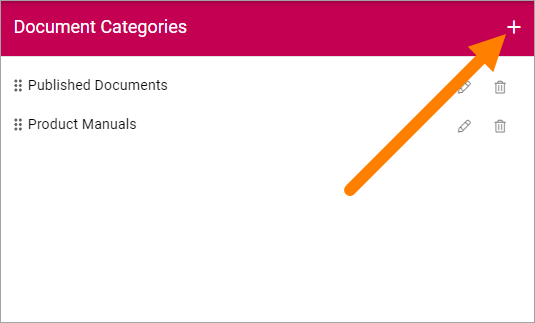 Document Categories
Published Documents
Product Manuals